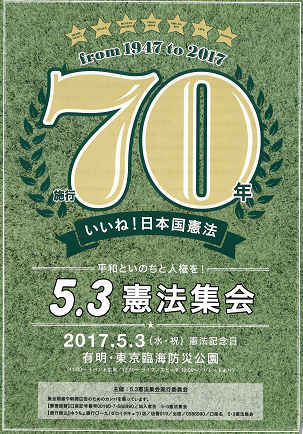 from 1947 to 2017
施行
70
年
いいね！日本国憲法
平和といのちと人権を！
5.3 憲法集会
2017.5.3（水・祝）憲法記念日
有明・東京臨海防災公園
主催：5.3憲法集会実行委員会